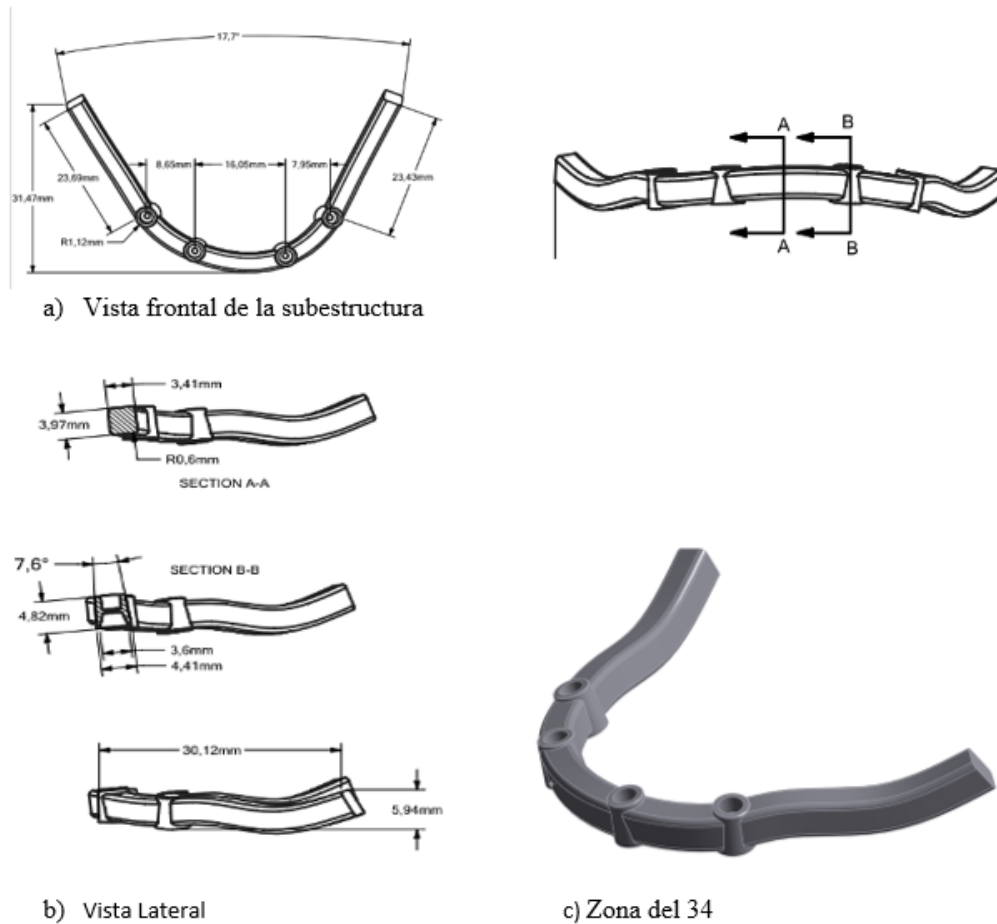 17,7°
8,65mm 16,05mm 7,95mm
23,69mm
23,43mm
31,47mm
R1,12mm
A B
A B
a) Vista frontal de la subestructura
3,41mm
3,97mm
R0,6mm
SECTION A-A
7,6°
SECTION B-B
4,82mm
3,6mm
4,41mm
30,12mm
5,94mm
b) Vista Lateral
c) Zona del 34